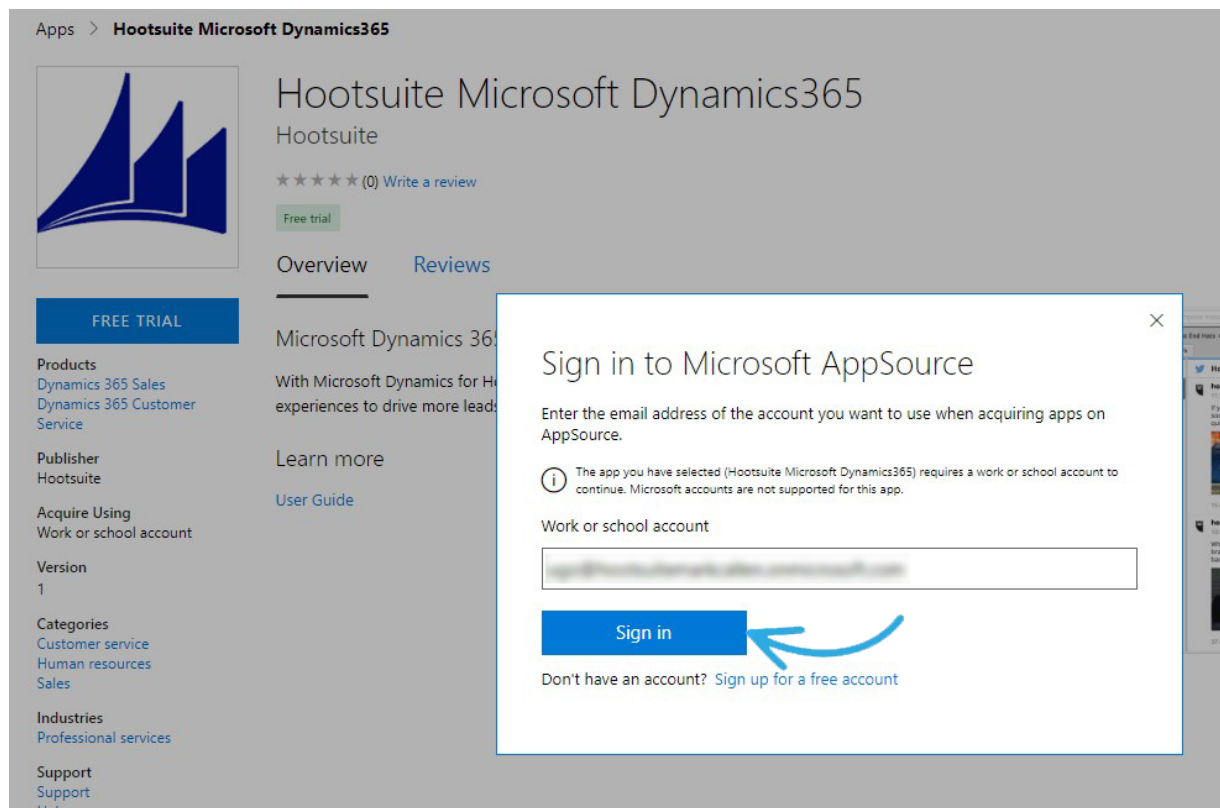 Apps > Hootsuite Microsoft Dynamics365
Hootsuite Microsoft Dynamics365
Hootsuite
(0) Write a review
Free trial
Overview Reviews
FREE TRIAL
Products
Dynamics 365 Sales
Dynamics 365 Customer
Service
Publisher
Hootsuite
Acquire Using
Work or school account
Version
1
Categories
Customer service
Human resources
Sales
Industries
Professional services
Support
Support
Microsoft Dynamics 365
With Microsoft Dynamics for
experiences to drive more leads
Learn more
User Guide
Sign in to Microsoft AppSource
Enter the email address of the account you want to use when acquiring apps on
AppSource.
The app you have selected (Hootsuite Microsoft Dynamics365) requires a work or school account to
continue. Microsoft accounts are not supported for this app.
Work or school account
Sign in
Don't have an account? Sign up for a free account